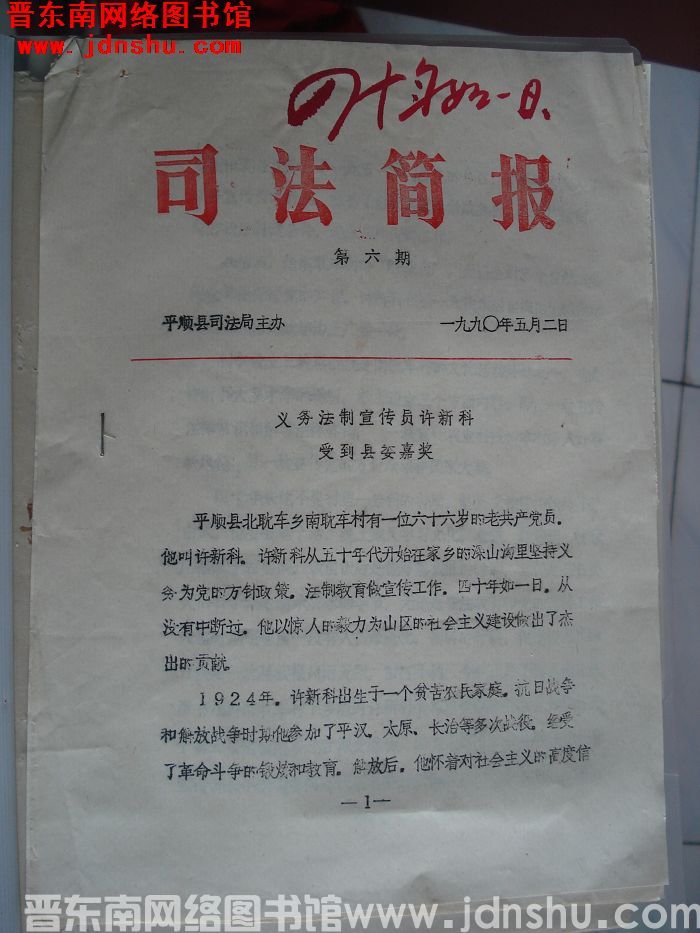 晋东南网络图书馆
www.jdnshu.com
四十年如一日、
司法简报
第六期
平顺县司法局主办 一九九〇年五月二日
义务法制宣传员许新科
受到县委嘉奖
平顺县北耽车乡南耽车村有一位六十六岁的老共产党员。
他叫许新科。许新科从五十年代开始在家乡的深山沟里坚持义
务为党的方针政策。法制教育做宣传工作。四十年如一日。从
没有中断过。他以惊人的毅力为山区的社会主义建设做出了杰
出的贡献。
1924年。许新科出生于一个贫苦农民家庭。抗日战争
和解放战争时期他参加了平汉。太原、长治等多次战役。经受
了革命斗争的锻炼和教育。解放后。他怀着对社会主义的高度信
—1—
晋东南网络图书馆www.jdnshu.com